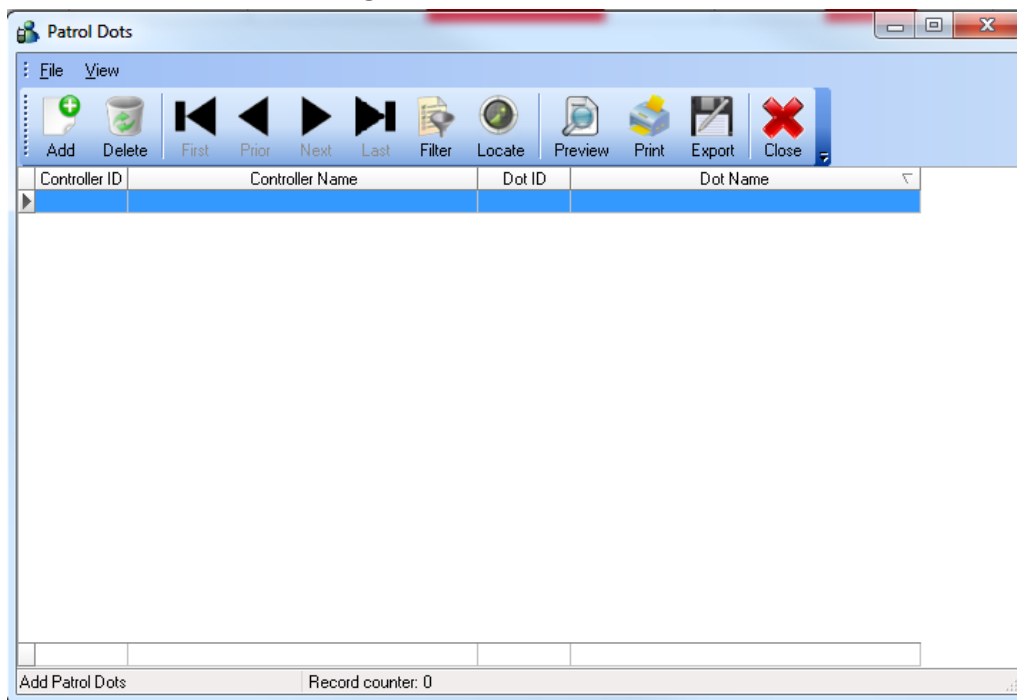 Patrol Dots
File View
Add Delete First Prior Next Last Filter Locate Preview Print Export Close
Controller ID Controller Name Dot ID Dot Name
Add Patrol Dots Record counter: 0